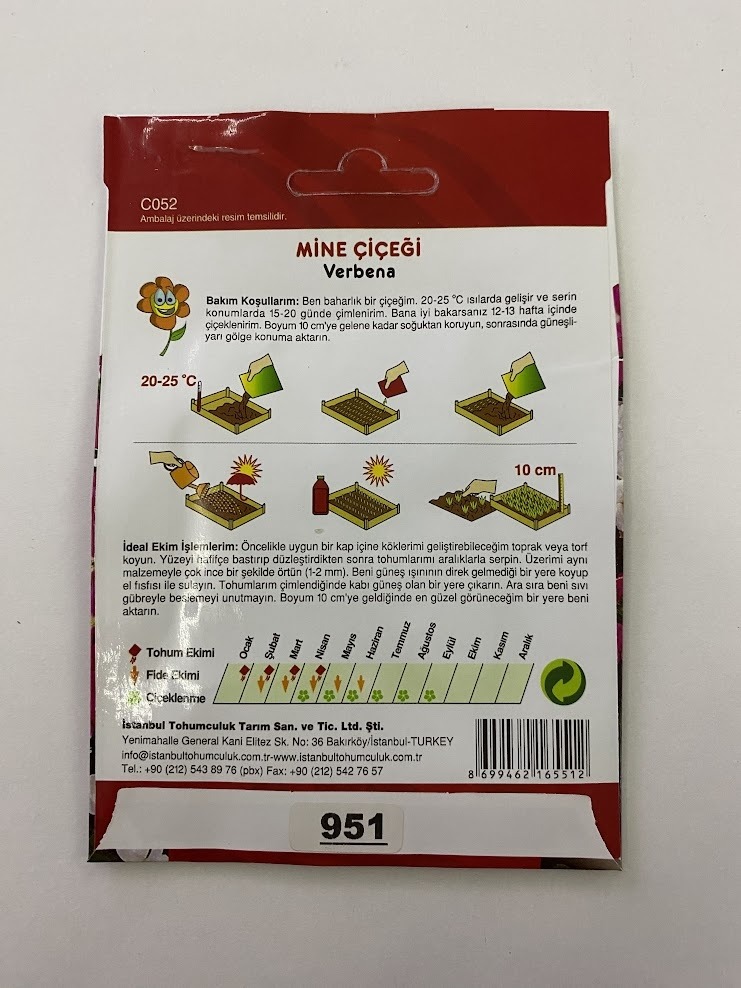 C052
Ambalaj üzerindeki resim temsilidir.
MİNE ÇİÇEĞİ
Verbena
Bakım Koşullarım: Ben baharlık bir çiçeğim. 20-25 °C ısılarda gelişir ve serin
konumlarda 15-20 günde çimlenirim. Bana iyi bakarsanız 12-13 hafta içinde
çiçeklenirim. Boyum 10 cm'ye gelene kadar soğuktan koruyun, sonrasında güneşli-
yarı gölge konuma aktarın.
20-25 °C
10 cm
İdeal Ekim İşlemlerim: Öncelikle uygun bir kap içine köklerimi geliştirebileceğim toprak veya torf
koyun. Yüzeyi hafifçe bastırıp düzleştirdikten sonra tohumlarımı aralıklarla serpin. Üzerimi aynı
malzemeyle çok ince bir şekilde örtün (1-2 mm). Beni güneş ışınının direk gelmediği bir yere koyup
el fısfısı ile sulayın. Tohumlarım çimlendiğinde kabı güneş olan bir yere çıkarın. Ara sıra beni sıvı
gübreyle beslemeyi unutmayın. Boyum 10 cm'ye geldiğinde en güzel görüneceğim bir yere beni
aktarın.
Ocak Şubat Mart Nisan Mayıs Haziran Temmuz Ağustos Eylül Ekim Kasım Aralık
Tohum Ekimi
Fide Ekimi
Çiçeklenme
İstanbul Tohumculuk Tarım San. ve Tic. Ltd. Şti.
Yenimahalle General Kani Elitez Sk. No: 36 Bakırköy/İstanbul-TURKEY
info@istanbultohumculuk.com.tr-www.istanbultohumculuk.com.tr
Tel.: +90 (212) 543 89 76 (pbx) Fax: +90 (212) 542 76 57
8 699462 165512
951